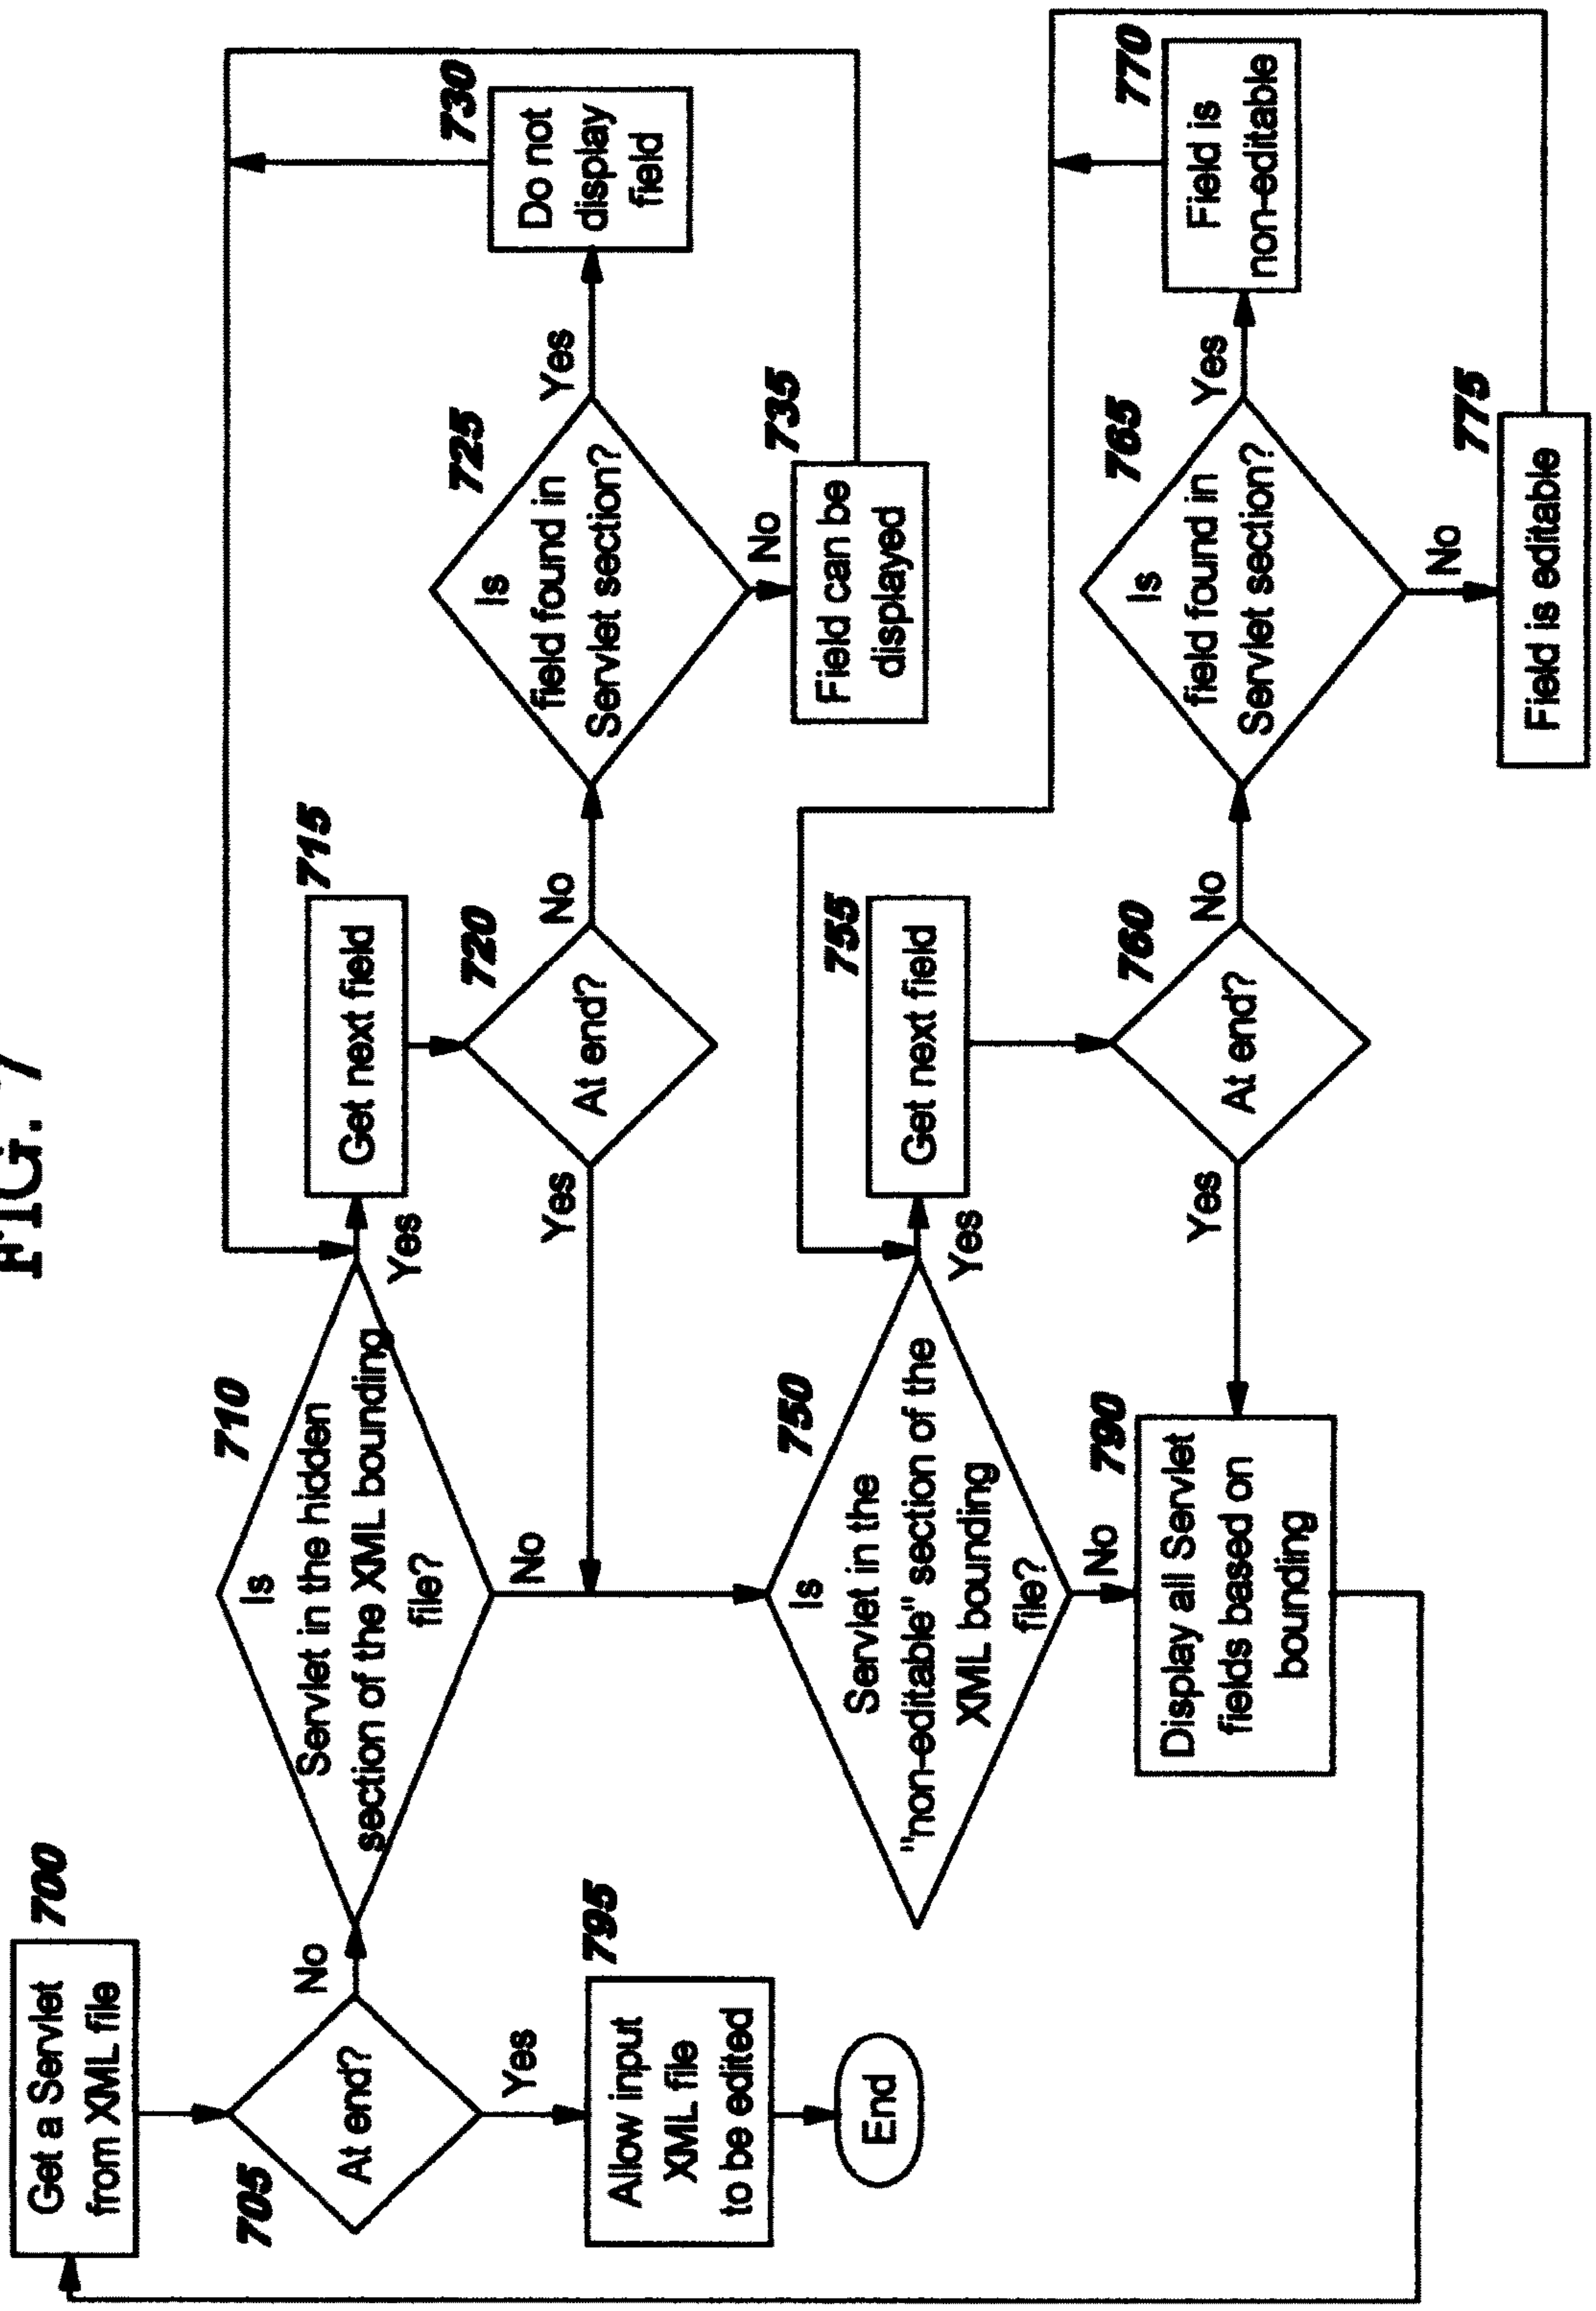 FIG. 7
700
Get a Servlet
from XML file
705
At end?
No
Yes
795
Allow input
XML file
to be edited
End
710
Is
Servlet in the hidden
section of the XML bounding
file?
Yes
No
715
Get next field
720
At end?
No
Yes
725
Is
field found in
Servlet section?
Yes
No
730
Do not
display
field
735
Field can be
displayed
750
Is
Servlet in the
"non-editable" section of the
XML bounding
file?
Yes
No
755
Get next field
760
At end?
No
Yes
765
Is
field found in
Servlet section?
Yes
No
770
Field is
non-editable
775
Field is editable
790
Display all Servlet
fields based on
bounding